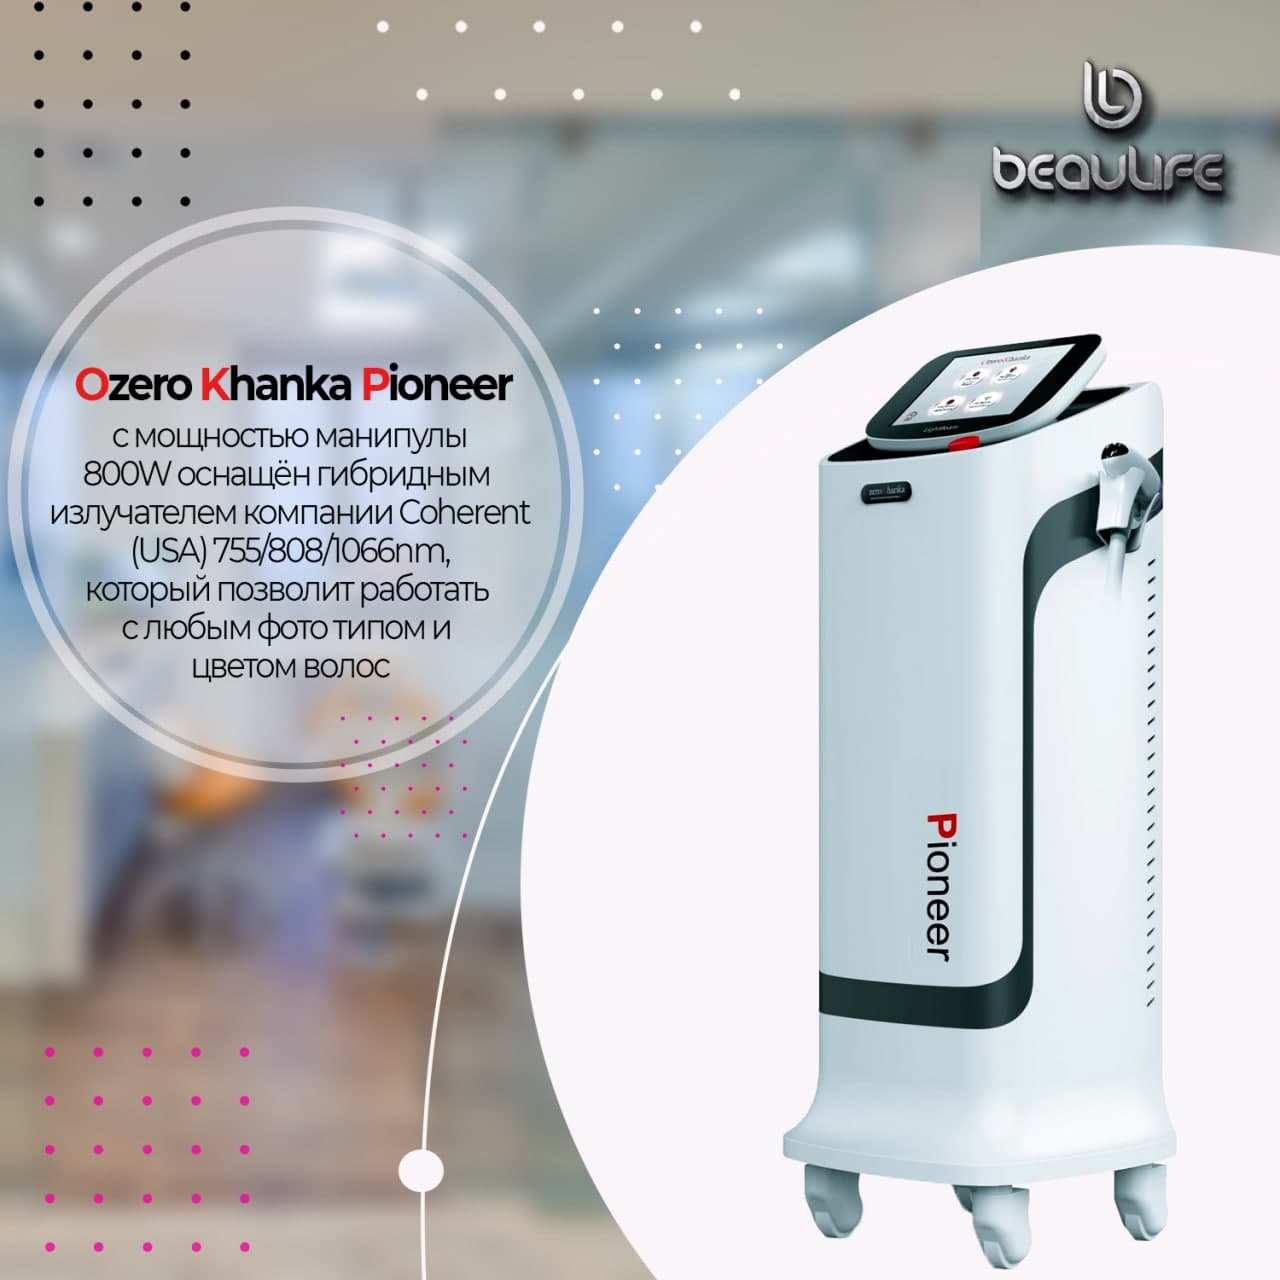 beaulife
Ozero Khanka Pioneer
с мощностью манипулы
800W оснащён гибридным
излучателем компании Coherent
(USA) 755/808/1066nm,
который позволит работать
с любым фото типом и
цветом волос
OzeroKhanka
Pioneer